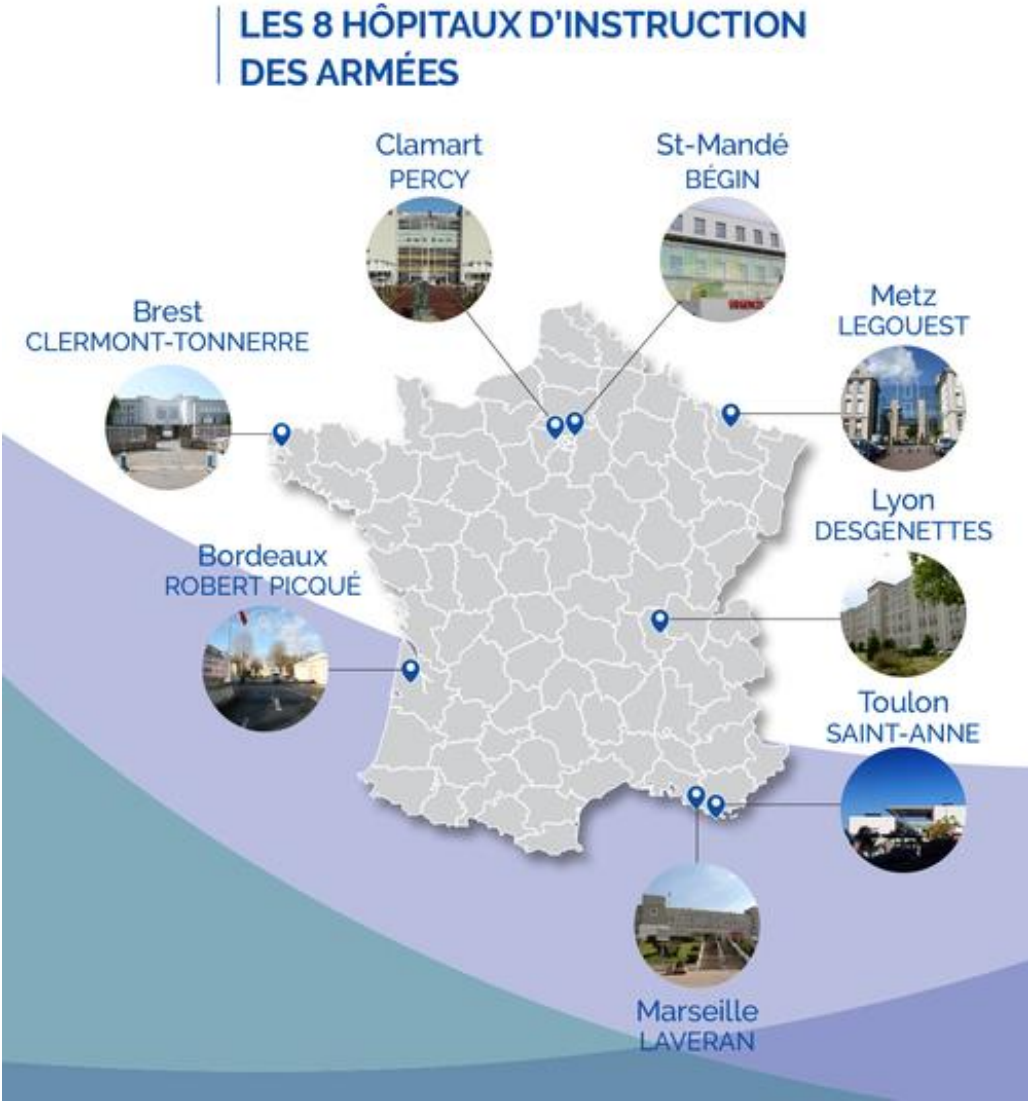 LES 8 HÔPITAUX D'INSTRUCTION
DES ARMÉES
Clamart
PERCY
St-Mandé
BÉGIN
Brest
CLERMONT-TONNERRE
Metz
LEGOUEST
Lyon
DESGENETTES
Bordeaux
ROBERT PICQUÉ
Toulon
SAINT-ANNE
Marseille
LAVERAN